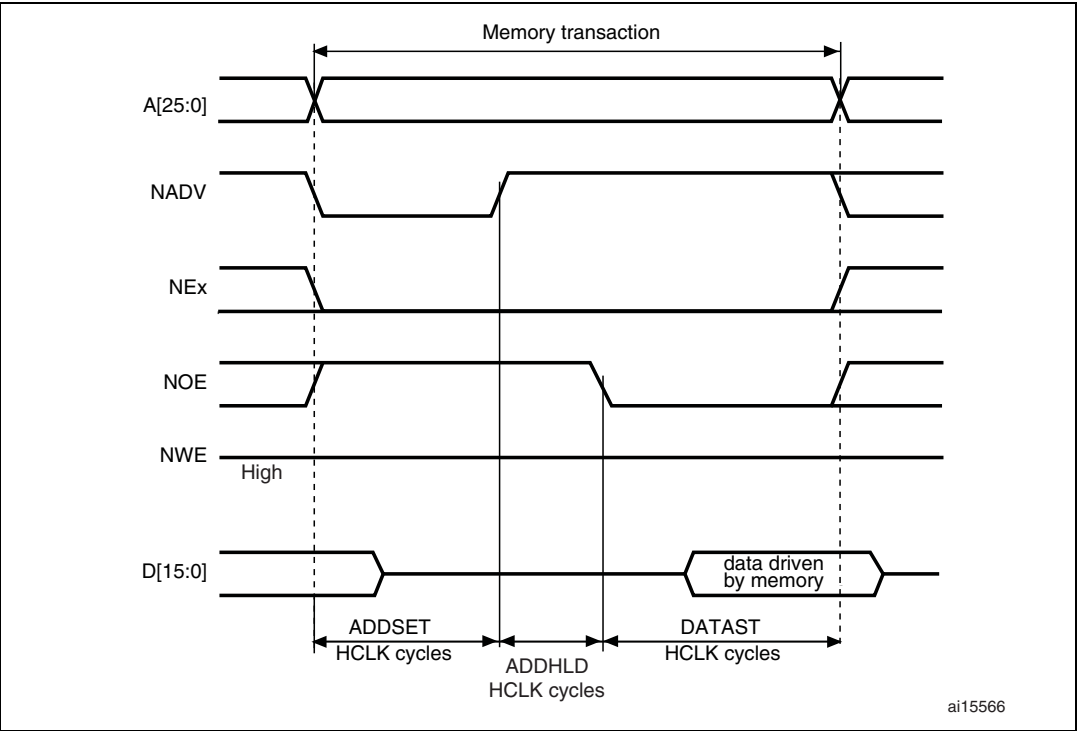 Memory transaction
A[25:0]
NADV
NEx
NOE
NWE
High
D[15:0]
data driven
by memory
ADDSET
HCLK cycles
ADDHLD
HCLK cycles
DATAST
HCLK cycles
ai15566